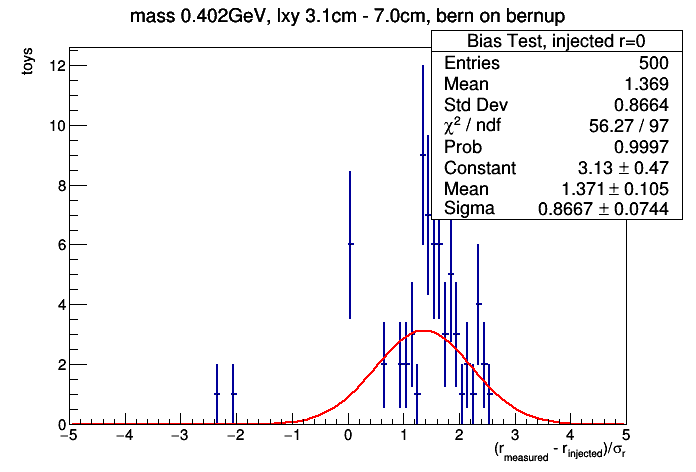 mass 0.402GeV, lxy 3.1cm - 7.0cm, bern on bernup
Bias Test, injected r=0
Entries 500
Mean 1.369
Std Dev 0.8664
χ² / ndf 56.27 / 97
Prob 0.9997
Constant 3.13 ± 0.47
Mean 1.371 ± 0.105
Sigma 0.8667 ± 0.0744
toys
12
10
8
6
4
2
0
−5 −4 −3 −2 −1 0 1 2 3 4 5
(r_measured - r_injected)/σ_r